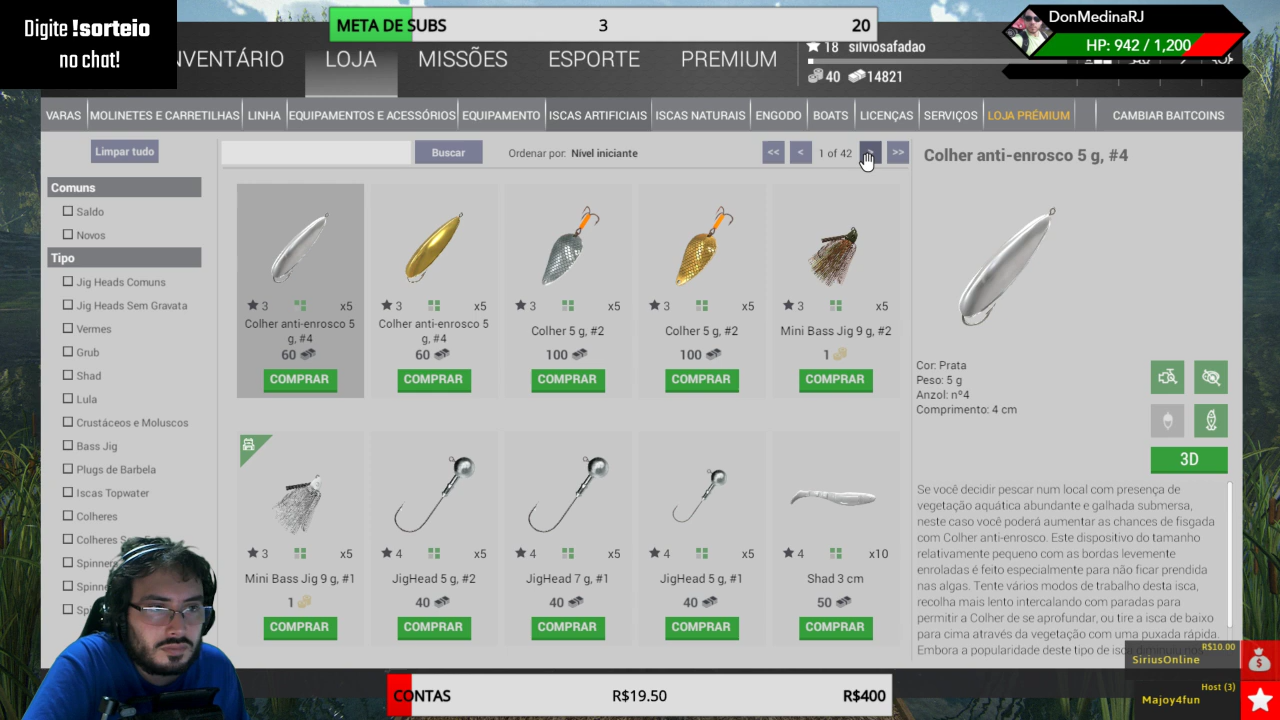 Digite !sorteio
no chat!
META DE SUBS 3 20
DonMedinaRJ
HP: 942 / 1,200
NVENTÁRIO LOJA MISSÕES ESPORTE PREMIUM
18 silviosafadao
40 14821
VARAS MOLINETES E CARRETILHAS LINHA EQUIPAMENTOS E ACESSÓRIOS EQUIPAMENTO ISCAS ARTIFICIAIS ISCAS NATURAIS ENGODO BOATS LICENÇAS SERVIÇOS LOJA PRÉMIUM CAMBIAR BAITCOINS
Limpar tudo
Buscar
Ordenar por: Nível iniciante
<< < 1 of 42 > >>
Comuns
Saldo
Novos
Tipo
Jig Heads Comuns
Jig Heads Sem Gravata
Vermes
Grub
Shad
Lula
Crustáceos e Moluscos
Bass Jig
Plugs de Barbela
Iscas Topwater
Colheres
Colheres
3 x5
Colher anti-enrosco 5
g, #4
60
COMPRAR
3 x5
Colher anti-enrosco 5
g, #4
60
COMPRAR
3 x5
Colher 5 g, #2
100
COMPRAR
3 x5
Colher 5 g, #2
100
COMPRAR
3 x5
Mini Bass Jig 9 g, #2
1
COMPRAR
3 x5
Mini Bass Jig 9 g, #1
1
COMPRAR
4 x5
JigHead 5 g, #2
40
COMPRAR
4 x5
JigHead 7 g, #1
40
COMPRAR
4 x5
JigHead 5 g, #1
40
COMPRAR
4 x10
Shad 3 cm
50
COMPRAR
Colher anti-enrosco 5 g, #4
Cor: Prata
Peso: 5 g
Anzol: nº4
Comprimento: 4 cm
3D
Se você decidir pescar num local com presença de
vegetação aquática abundante e galhada submersa,
neste caso você poderá aumentar as chances de fisgada
com Colher anti-enrosco. Este dispositivo do tamanho
relativamente pequeno com as bordas levemente
enroladas é feito especialmente para não ficar prendida
nas algas. Tente vários modos de trabalho desta isca,
recolha mais lento intercalando com paradas para
permitir a Colher de se aprofundar, ou tire a isca de baixo
para cima através da vegetação com uma puxada rápida.
Embora a popularidade deste tipo de isca
R$10.00
SiriusOnline
Host (3)
Majoy4fun
CONTAS R$19.50 R$400